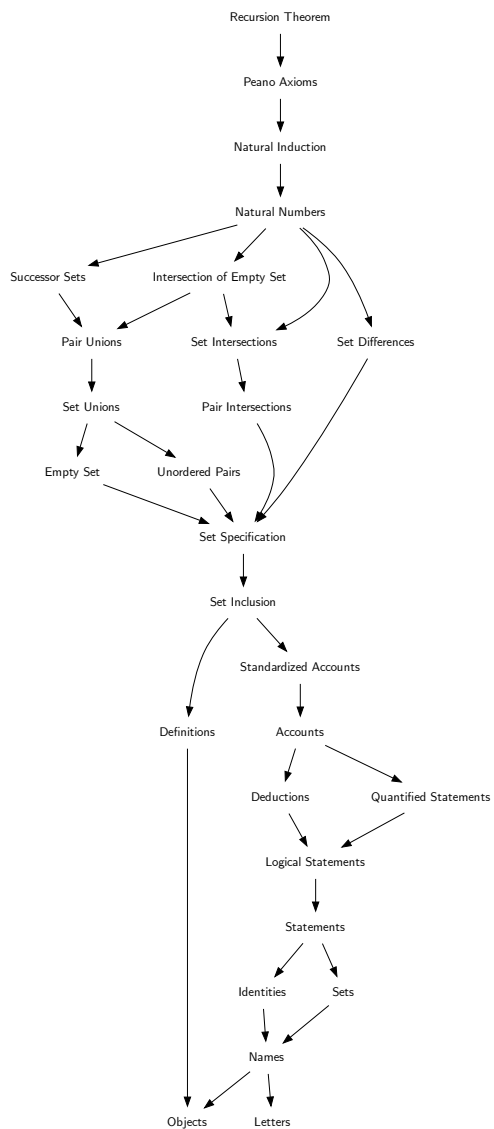 Recursion Theorem
Peano Axioms
Natural Induction
Natural Numbers
Successor Sets
Intersection of Empty Set
Pair Unions
Set Intersections
Set Differences
Set Unions
Pair Intersections
Empty Set
Unordered Pairs
Set Specification
Set Inclusion
Standardized Accounts
Definitions
Accounts
Deductions
Quantified Statements
Logical Statements
Statements
Identities
Sets
Names
Objects
Letters